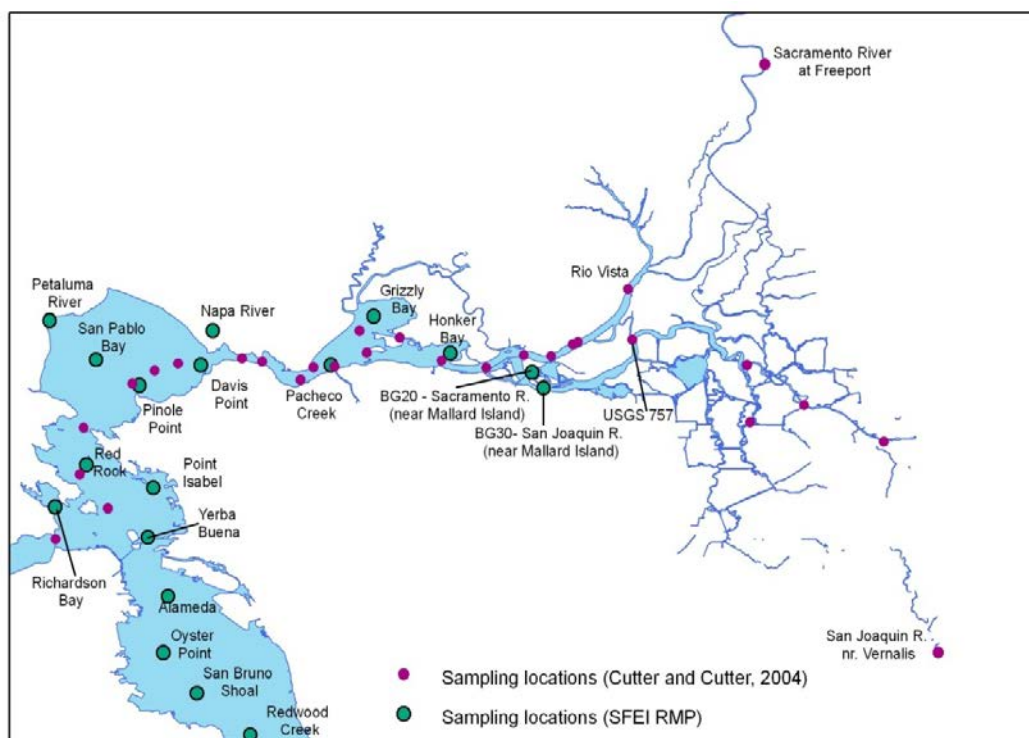 Sacramento River
at Freeport
Rio Vista
Petaluma
River
San Pablo
Bay
Napa River
Grizzly
Bay
Honker
Bay
Pinole
Point
Davis
Point
Pacheco
Creek
BG20 - Sacramento R.
(near Mallard Island)
BG30- San Joaquin R.
(near Mallard Island)
USGS 757
Red
Rook
Point
Isabel
Yerba
Buena
Richardson
Bay
Alameda
Oyster
Point
San Bruno
Shoal
Redwood
Creek
San Joaquin R.
nr. Vernalis
Sampling locations (Cutter and Cutter, 2004)
Sampling locations (SFEI RMP)